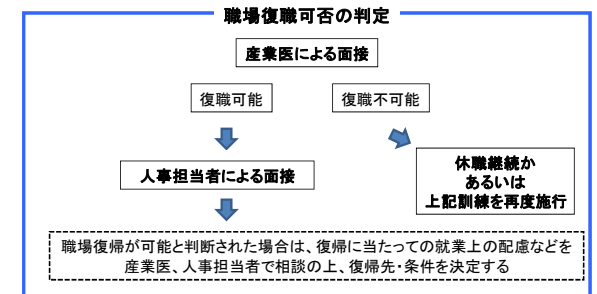 職場復職可否の判定
産業医による面接
復職可能
復職不可能
人事担当者による面接
休職継続か
あるいは
上記訓練を再度施行
職場復帰が可能と判断された場合は、復帰に当たっての就業上の配慮などを
産業医、人事担当者で相談の上、復帰先・条件を決定する